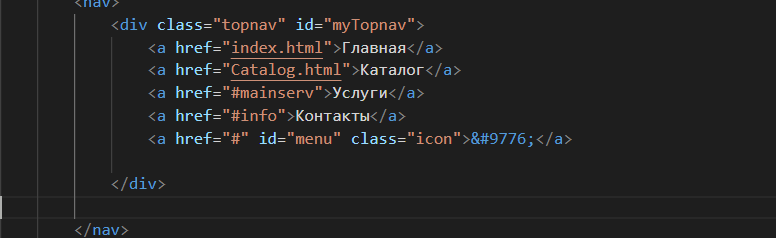 <nav>
<div class="topnav" id="myTopnav">
<a href="index.html">Главная</a>
<a href="Catalog.html">Каталог</a>
<a href="#mainserv">Услуги</a>
<a href="#info">Контакты</a>
<a href="#" id="menu" class="icon">&#9776;</a>
</div>
</nav>